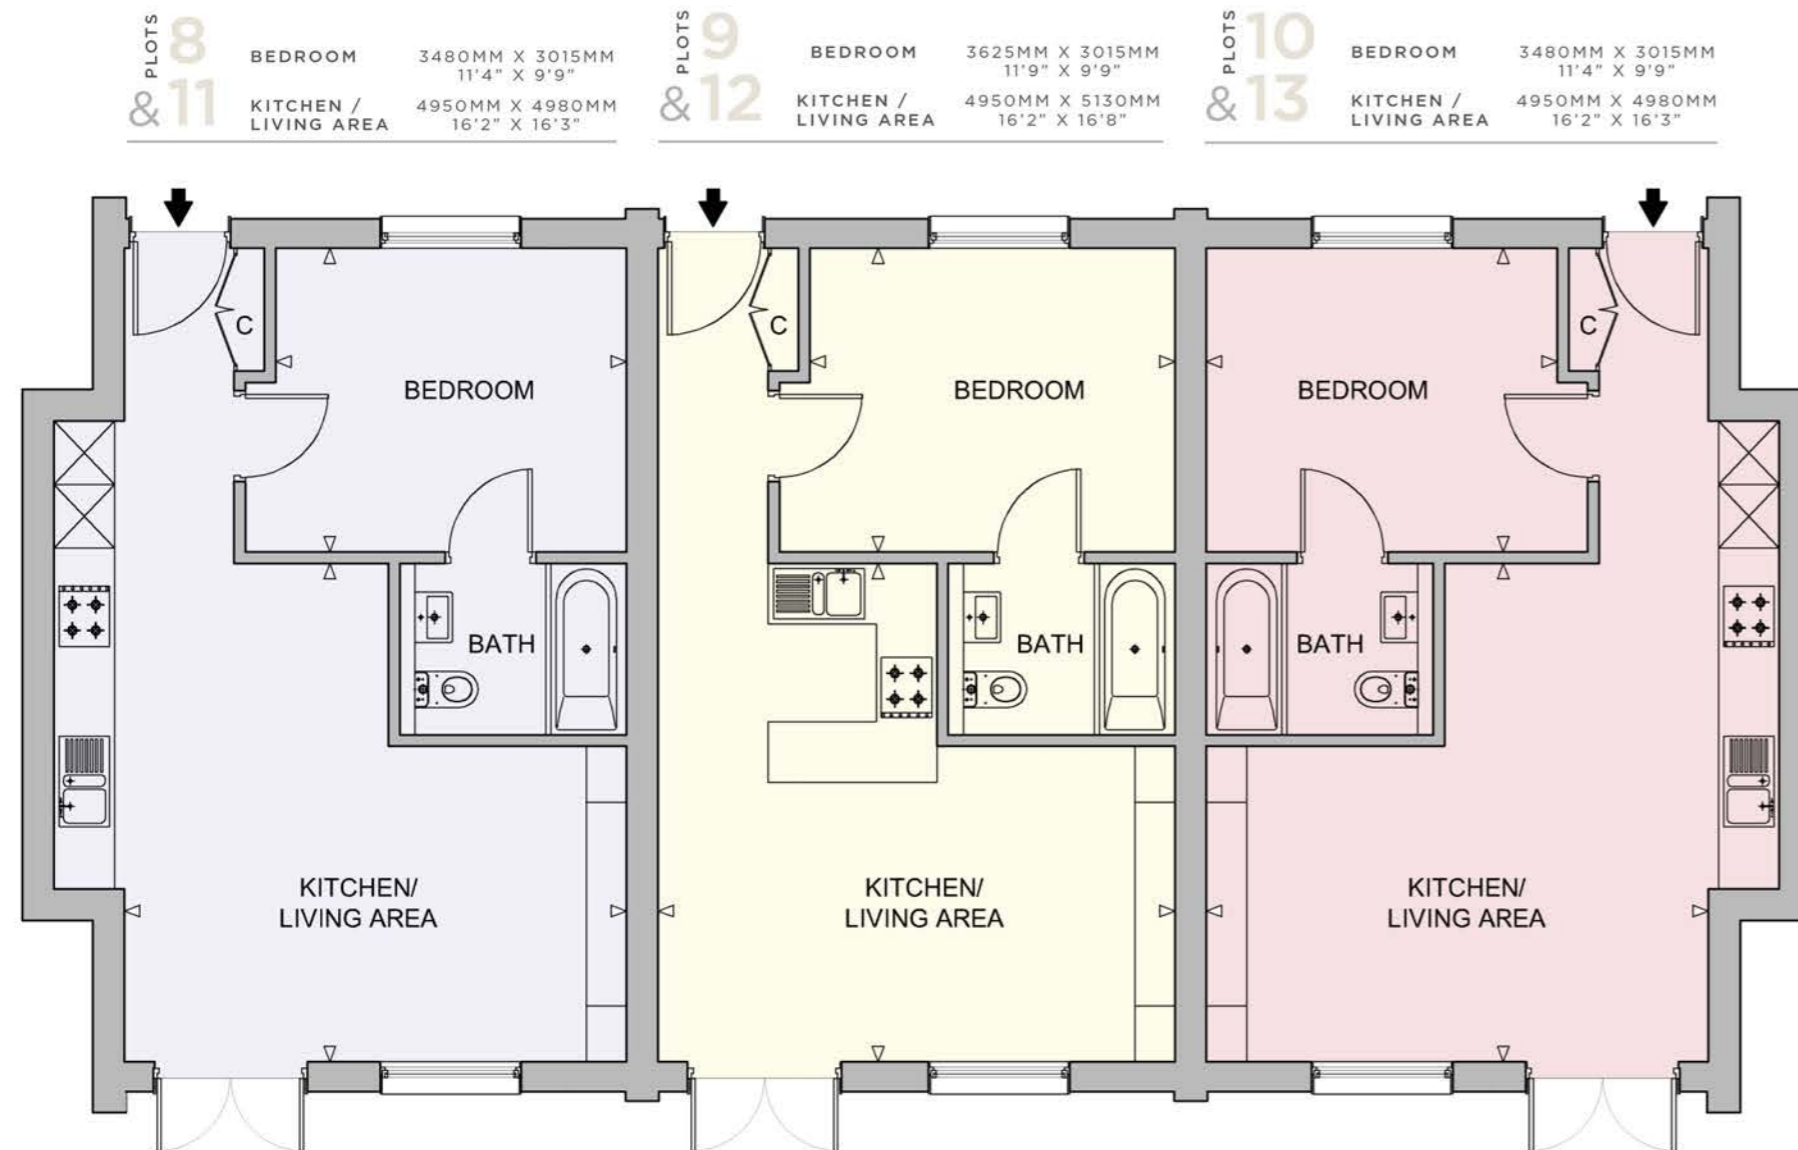 PLOTS 8
& 11
BEDROOM 3480MM X 3015MM
11'4" X 9'9"
KITCHEN / 4950MM X 4980MM
LIVING AREA 16'2" X 16'3"
PLOTS 9
& 12
BEDROOM 3625MM X 3015MM
11'9" X 9'9"
KITCHEN / 4950MM X 5130MM
LIVING AREA 16'2" X 16'8"
PLOTS 10
& 13
BEDROOM 3480MM X 3015MM
11'4" X 9'9"
KITCHEN / 4950MM X 4980MM
LIVING AREA 16'2" X 16'3"
C
BEDROOM
BATH
KITCHEN/
LIVING AREA
C
BEDROOM
BATH
KITCHEN/
LIVING AREA
C
BEDROOM
BATH
KITCHEN/
LIVING AREA